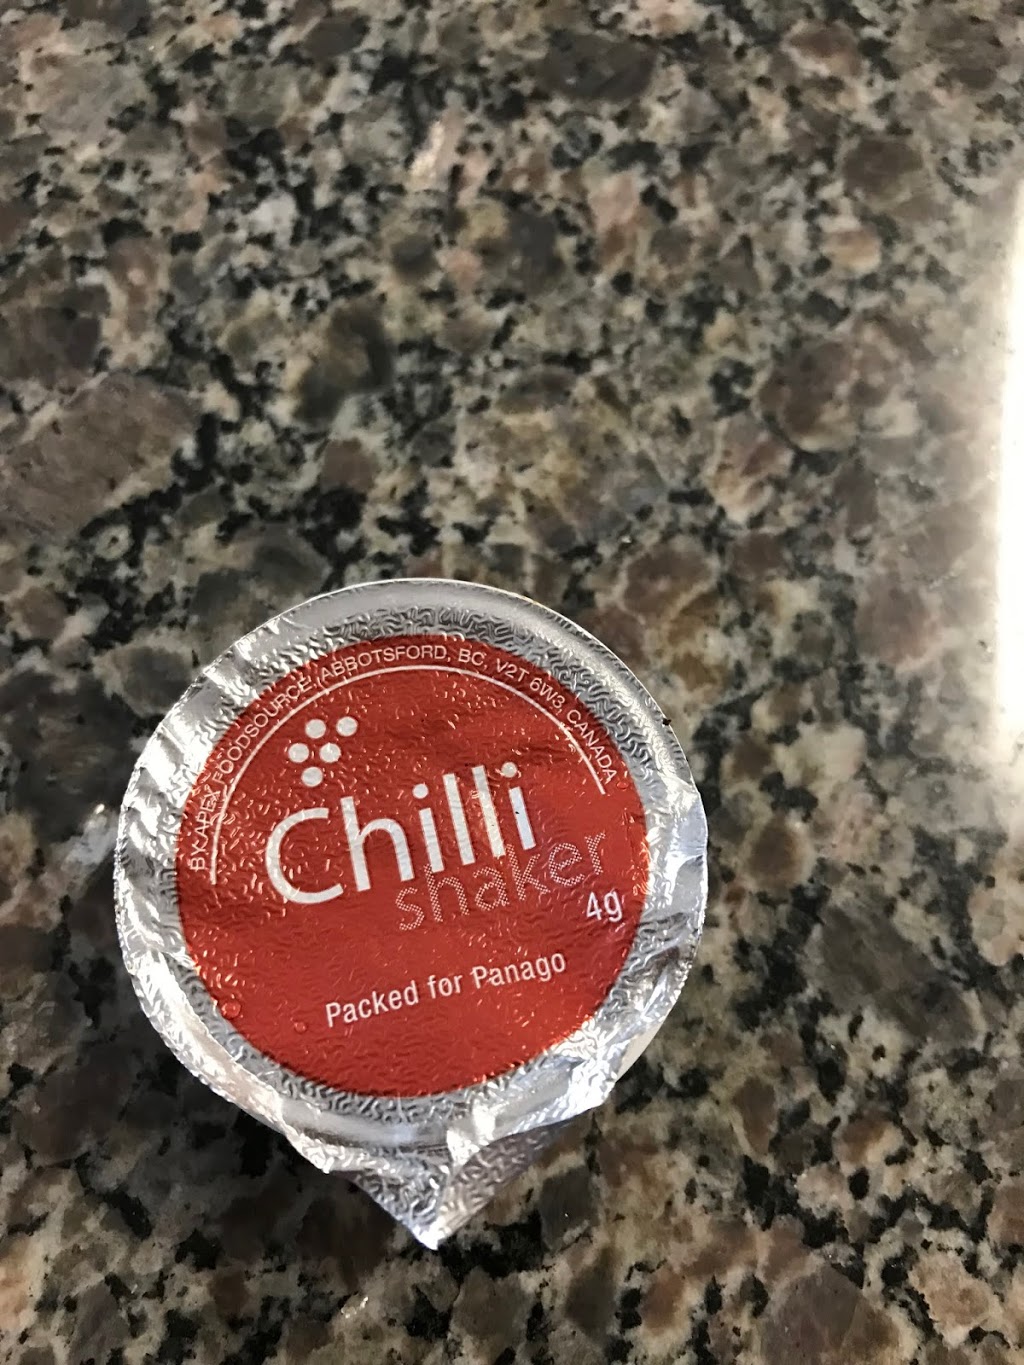 BY APEX FOODSOURCE, ABBOTSFORD, BC, V2T 6W3, CANADA
Chilli
shaker
4g
Packed for Panago